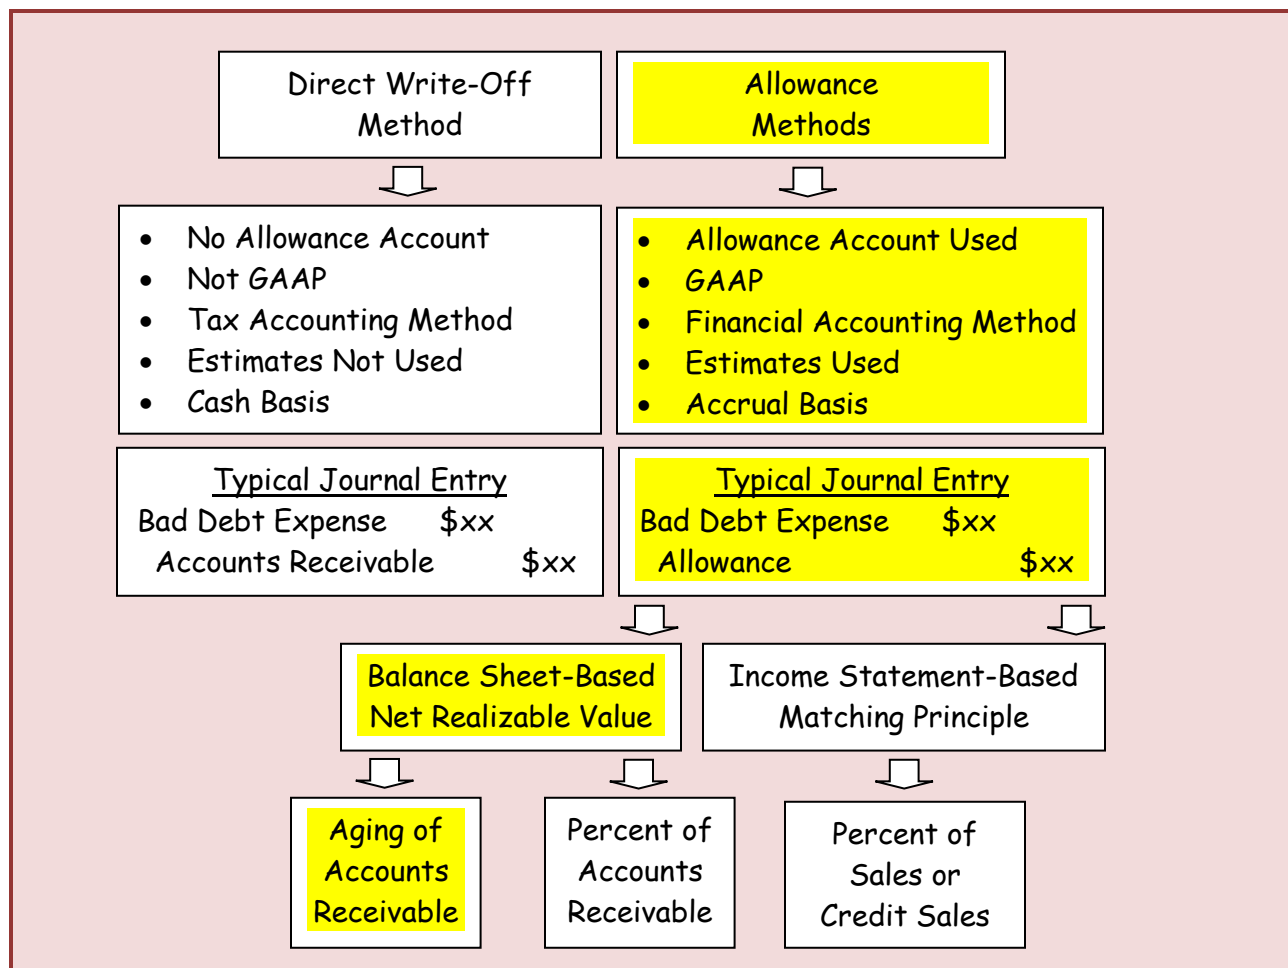 Direct Write-Off
Method
Allowance
Methods
• No Allowance Account
• Not GAAP
• Tax Accounting Method
• Estimates Not Used
• Cash Basis
• Allowance Account Used
• GAAP
• Financial Accounting Method
• Estimates Used
• Accrual Basis
Typical Journal Entry
Bad Debt Expense $xx
Accounts Receivable $xx
Typical Journal Entry
Bad Debt Expense $xx
Allowance $xx
Balance Sheet-Based
Net Realizable Value
Income Statement-Based
Matching Principle
Aging of
Accounts
Receivable
Percent of
Accounts
Receivable
Percent of
Sales or
Credit Sales